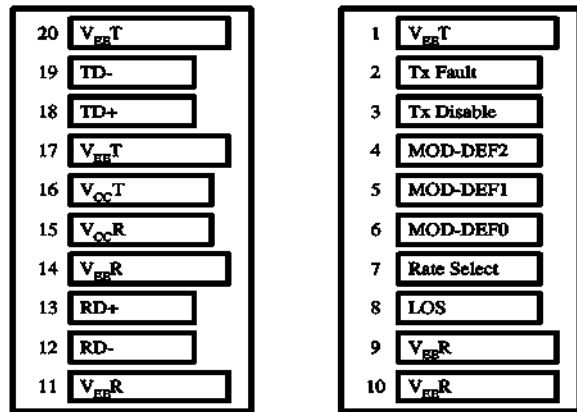 20 VEET
19 TD-
18 TD+
17 VEET
16 VCCT
15 VCCR
14 VEER
13 RD+
12 RD-
11 VEER
1 VEET
2 Tx Fault
3 Tx Disable
4 MOD-DEF2
5 MOD-DEF1
6 MOD-DEF0
7 Rate Select
8 LOS
9 VEER
10 VEER